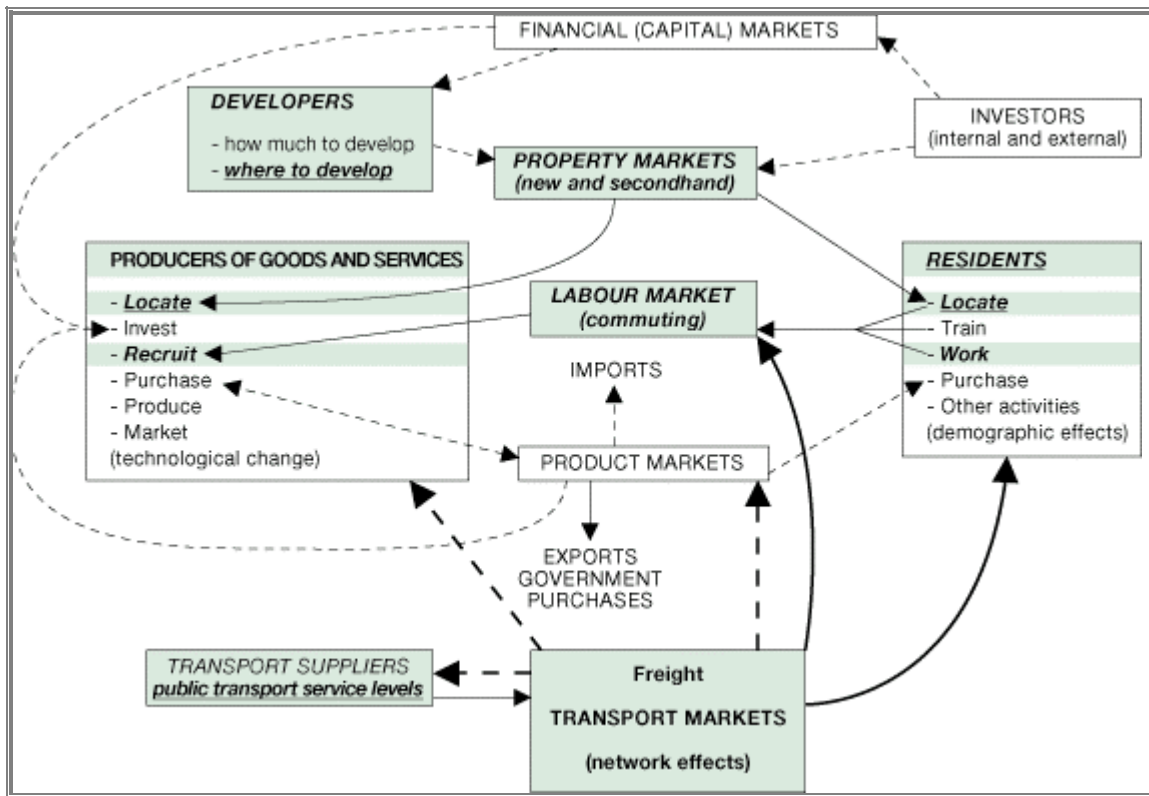 FINANCIAL (CAPITAL) MARKETS
DEVELOPERS
- how much to develop
- where to develop
INVESTORS
(internal and external)
PROPERTY MARKETS
(new and secondhand)
PRODUCERS OF GOODS AND SERVICES
- Locate
- Invest
- Recruit
- Purchase
- Produce
- Market
(technological change)
LABOUR MARKET
(commuting)
RESIDENTS
- Locate
- Train
- Work
- Purchase
- Other activities
(demographic effects)
IMPORTS
PRODUCT MARKETS
EXPORTS
GOVERNMENT
PURCHASES
TRANSPORT SUPPLIERS
public transport service levels
Freight
TRANSPORT MARKETS
(network effects)